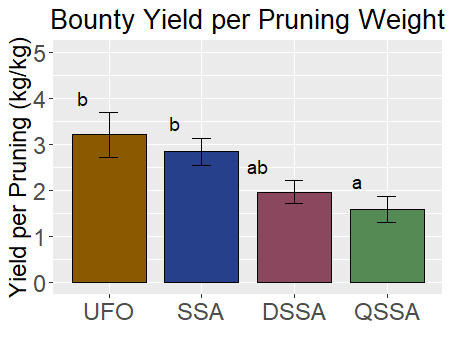 Bounty Yield per Pruning Weight
Yield per Pruning (kg/kg)
5
4
3
2
1
0
b
b
ab
a
UFO SSA DSSA QSSA